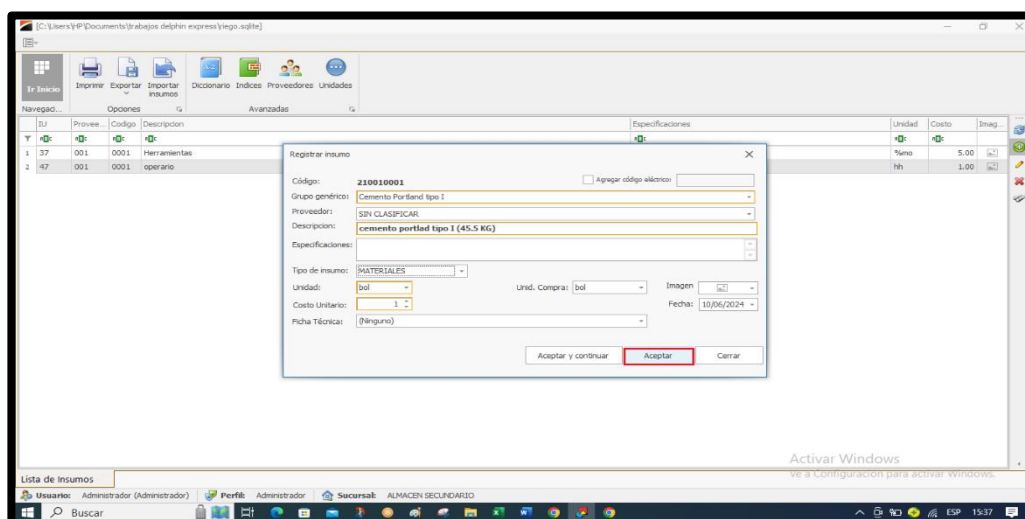 [C:\Users\HP\Documents\trabajos delphin express\riego.sqlite]
Ir Inicio
Imprimir Exportar Importar insumos Diccionario Indices Proveedores Unidades
Navegaci... Opciones Avanzadas
IU Provee... Codigo Descripcion Especificaciones Unidad Costo Imag...
1 37 001 0001 Herramientas %mo 5.00
2 47 001 0001 operario hh 1.00
Registrar insumo
Código: 210010001 Agregar código eléctrico:
Grupo genérico: Cemento Portland tipo I
Proveedor: SIN CLASIFICAR
Descripcion: cemento portlad tipo I (45.5 KG)
Especificaciones:
Tipo de insumo: MATERIALES
Unidad: bol Unid. Compra: bol Imagen
Costo Unitario: 1 Fecha: 10/06/2024
Ficha Técnica: (Ninguno)
Aceptar y continuar Aceptar Cerrar
Activar Windows
Ve a Configuración para activar Windows.
Lista de Insumos
Usuario: Administrador (Administrador) Perfil: Administrador Sucursal: ALMACEN SECUNDARIO
Buscar ESP 15:37